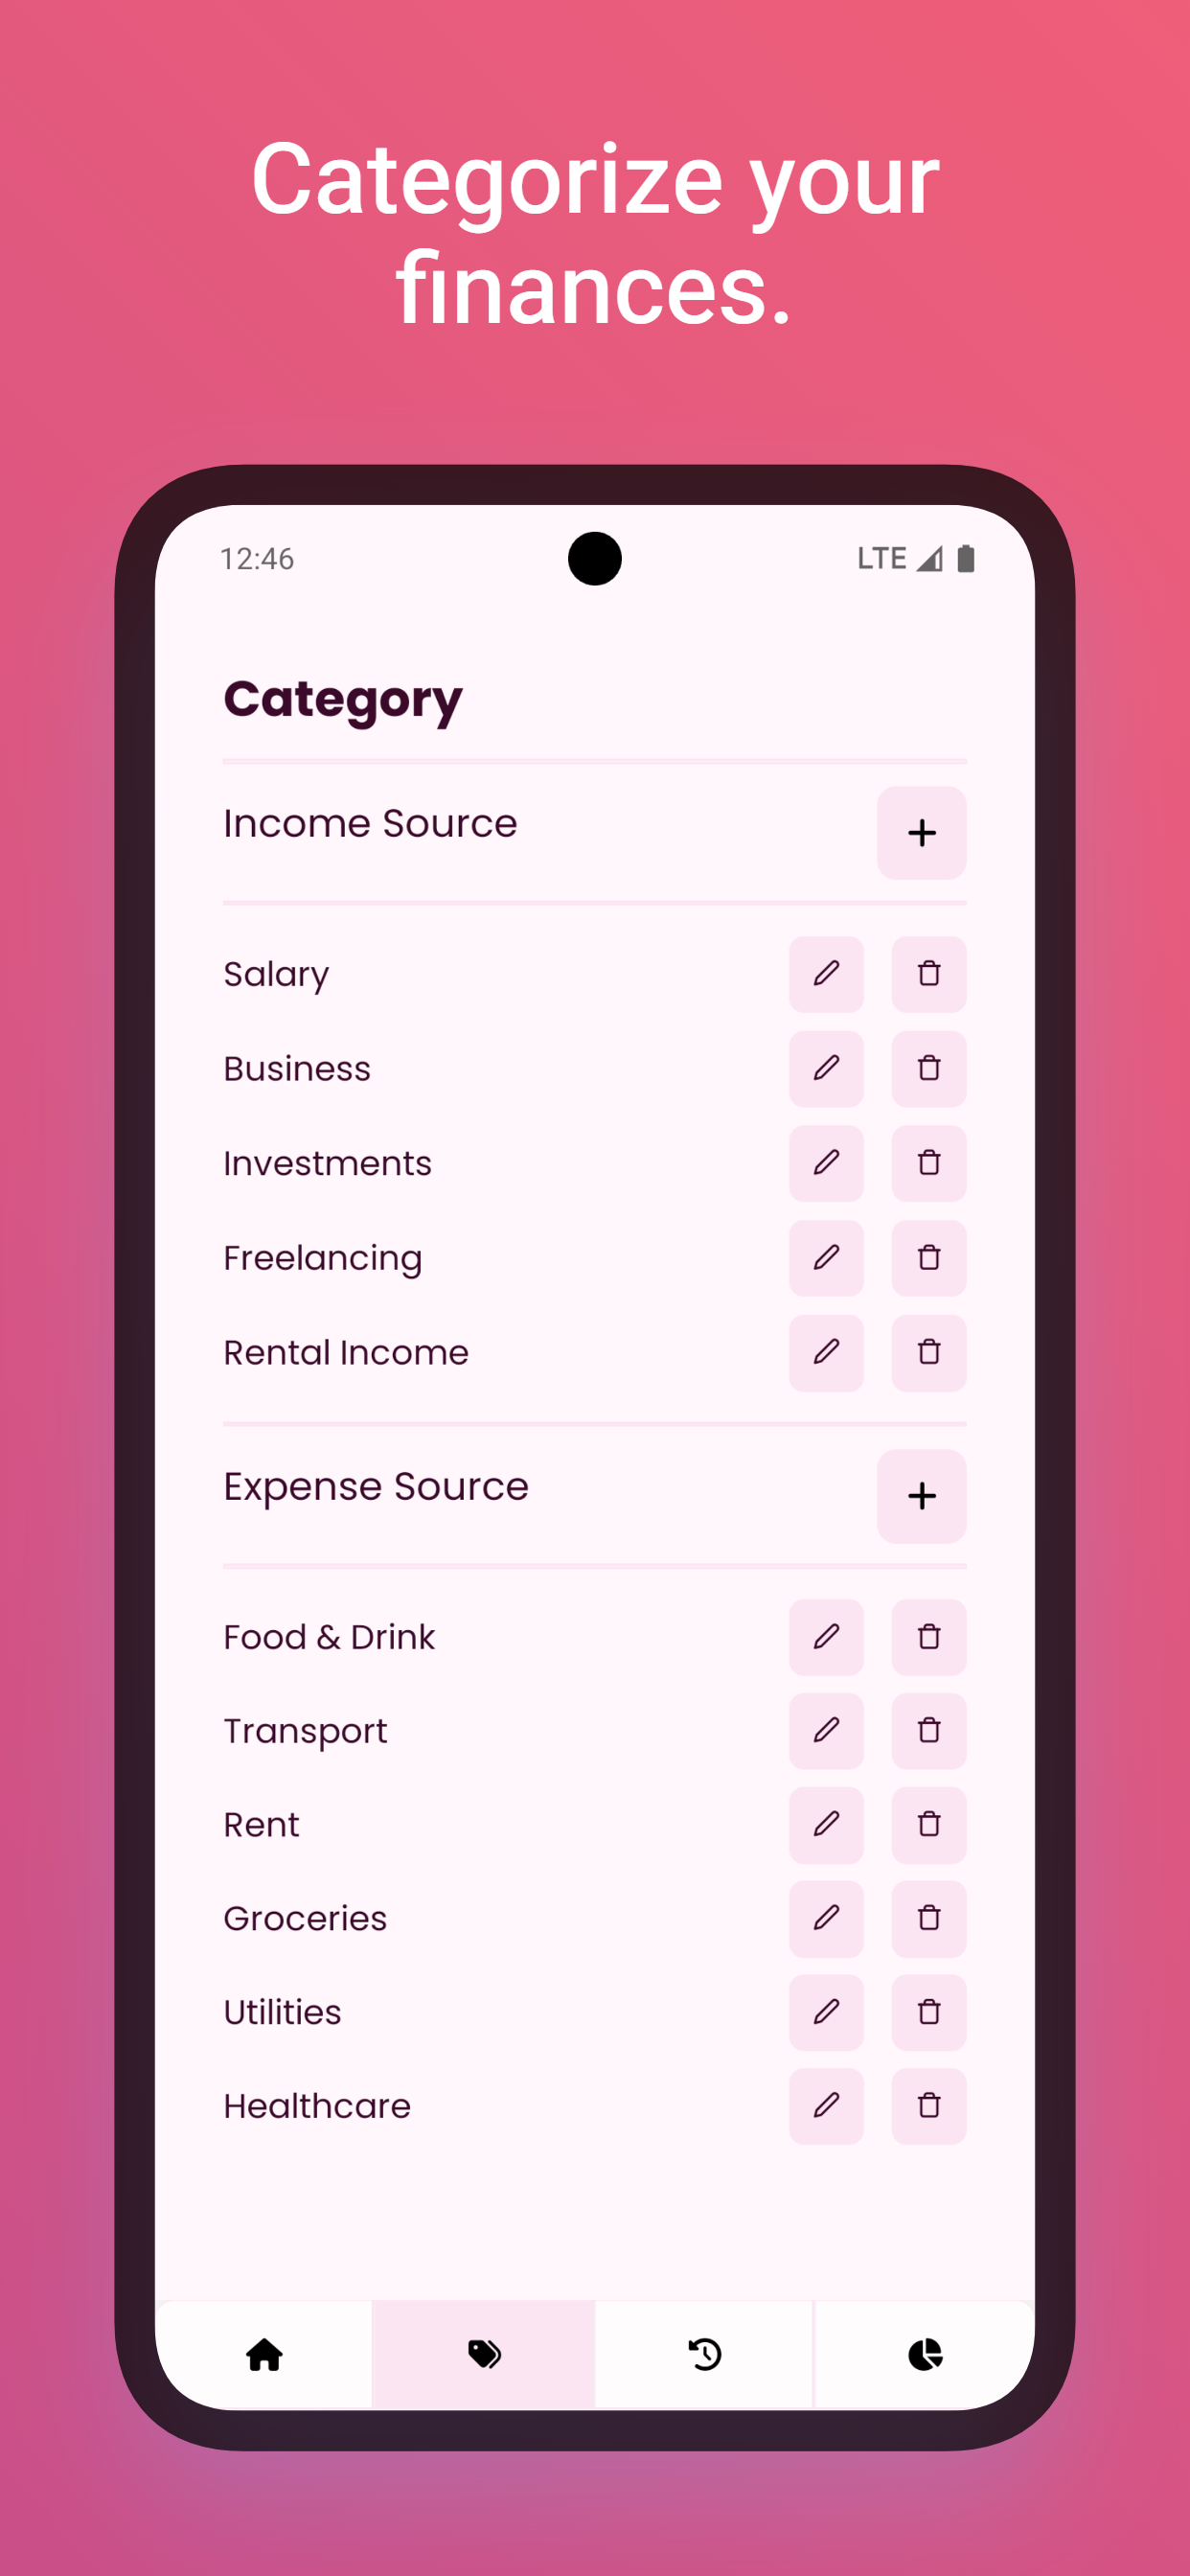 Categorize your
finances.
12:46
LTE
Category
Income Source
Salary
Business
Investments
Freelancing
Rental Income
Expense Source
Food & Drink
Transport
Rent
Groceries
Utilities
Healthcare